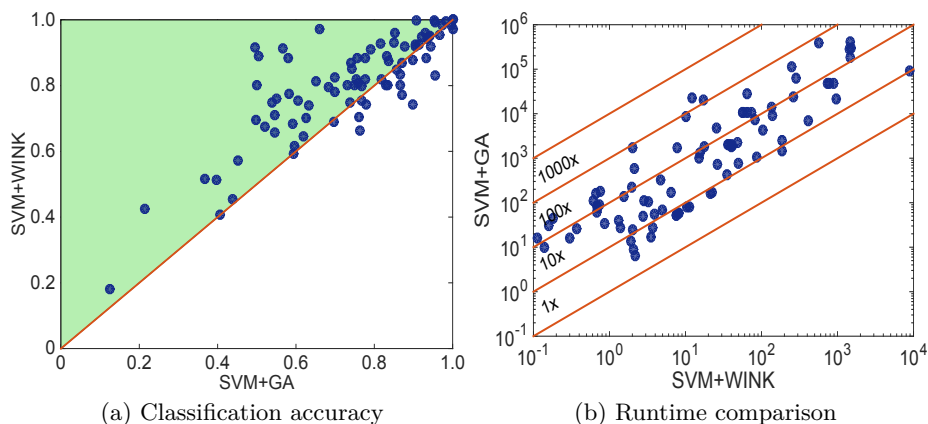 1.0
0.8
0.6
0.4
0.2
0
SVM+WINK
0
0.2
0.4
0.6
0.8
1.0
SVM+GA
(a) Classification accuracy
10^6
10^5
10^4
10^3
10^2
10^1
10^0
10^-1
SVM+GA
1000x
100x
10x
1x
10^-1
10^0
10^1
10^2
10^3
10^4
SVM+WINK
(b) Runtime comparison